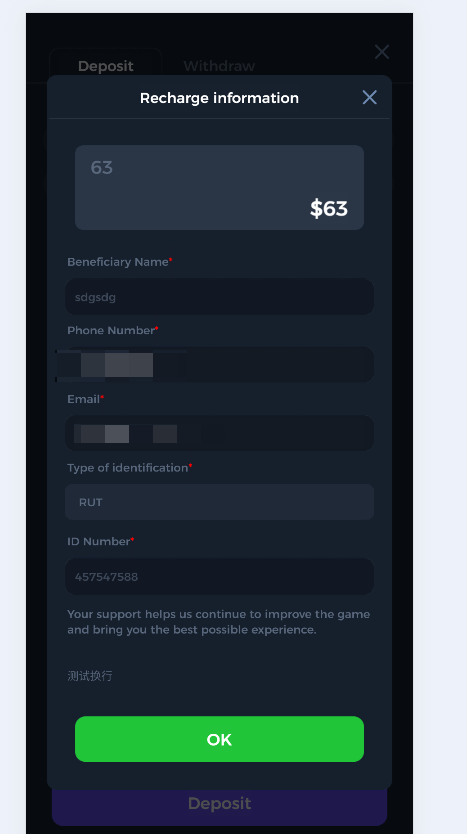 Deposit Withdraw
Recharge information
63
$63
Beneficiary Name*
sdgsdg
Phone Number*
Email*
Type of identification*
RUT
ID Number*
457547588
Your support helps us continue to improve the game
and bring you the best possible experience.
测试换行
OK
Deposit